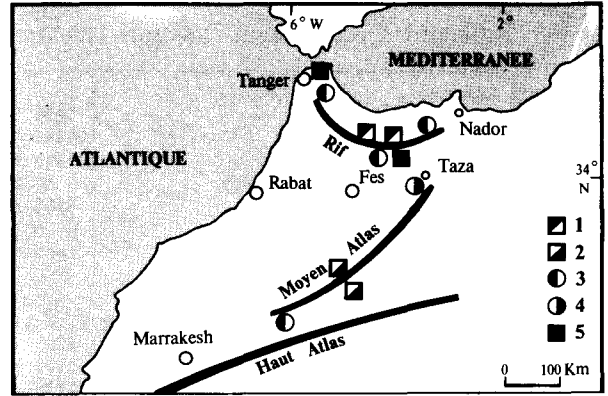 6° W
2°
MEDITERRANEE
Tanger
Nador
Rif
ATLANTIQUE
Taza
34°
N
Fes
Rabat
Moyen Atlas
1
2
3
4
5
Marrakesh
Haut Atlas
0 100 Km